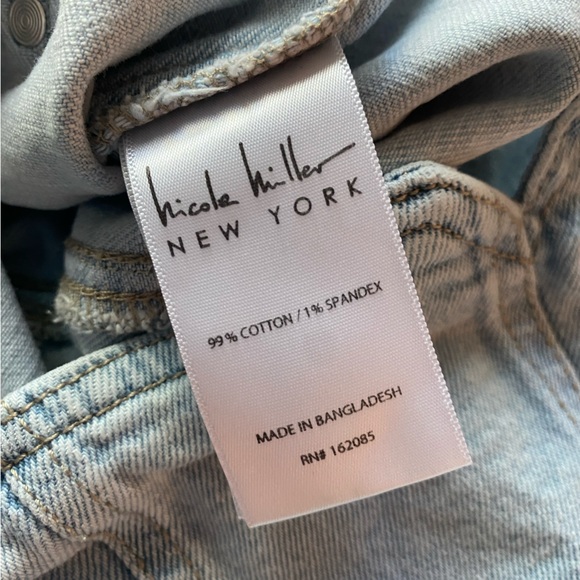 Nicole Miller
NEW YORK
99% COTTON / 1% SPANDEX
MADE IN BANGLADESH
RN# 162085